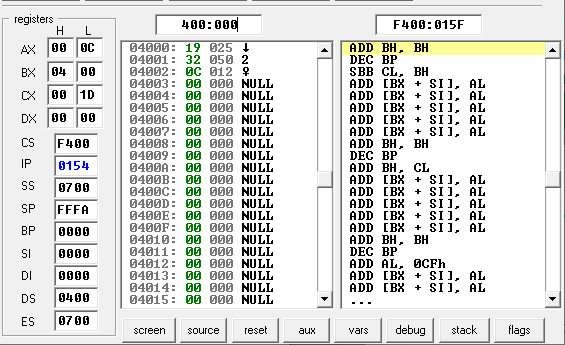 registers
H L
AX 00 0C
BX 04 00
CX 00 1D
DX 00 00
CS F400
IP 0154
SS 0700
SP FFFA
BP 0000
SI 0000
DI 0000
DS 0400
ES 0700
400:000
04000: 19 025 ↓
04001: 32 050 2
04002: 0C 012 ♀
04003: 00 000 NULL
04004: 00 000 NULL
04005: 00 000 NULL
04006: 00 000 NULL
04007: 00 000 NULL
04008: 00 000 NULL
04009: 00 000 NULL
0400A: 00 000 NULL
0400B: 00 000 NULL
0400C: 00 000 NULL
0400D: 00 000 NULL
0400E: 00 000 NULL
0400F: 00 000 NULL
04010: 00 000 NULL
04011: 00 000 NULL
04012: 00 000 NULL
04013: 00 000 NULL
04014: 00 000 NULL
04015: 00 000 NULL
F400:015F
ADD BH, BH
DEC BP
SBB CL, BH
ADD [BX + SI], AL
ADD [BX + SI], AL
ADD [BX + SI], AL
ADD [BX + SI], AL
ADD [BX + SI], AL
ADD BH, BH
DEC BP
ADD BH, CL
ADD [BX + SI], AL
ADD [BX + SI], AL
ADD [BX + SI], AL
ADD [BX + SI], AL
ADD [BX + SI], AL
ADD BH, BH
DEC BP
ADD AL, 0CFh
ADD [BX + SI], AL
ADD [BX + SI], AL
...
screen source reset aux vars debug stack flags